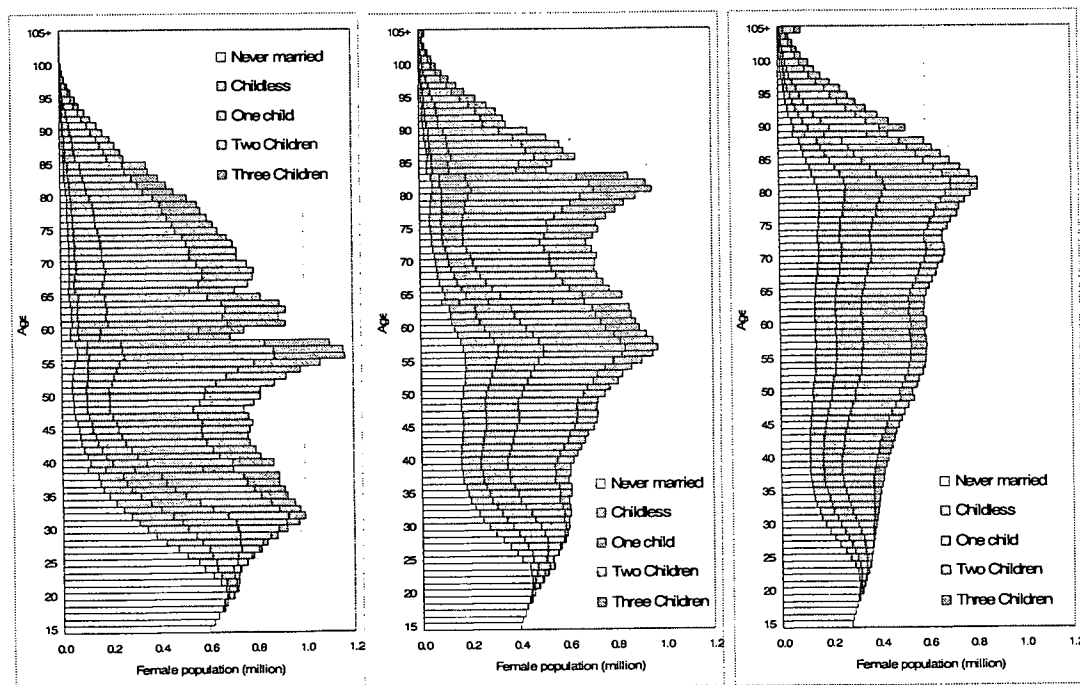 105+
100
95
90
85
80
75
70
65
60
55
50
45
40
35
30
25
20
15
Age
Never married
Childless
One child
Two Children
Three Children
0.0 0.2 0.4 0.6 0.8 1.0 1.2
Female population (million)
105+
100
95
90
85
80
75
70
65
60
55
50
45
40
35
30
25
20
15
Age
Never married
Childless
One child
Two Children
Three Children
0.0 0.2 0.4 0.6 0.8 1.0 1.2
Female population (million)
105+
100
95
90
85
80
75
70
65
60
55
50
45
40
35
30
25
20
15
Age
Never married
Childless
One child
Two Children
Three Children
0.0 0.2 0.4 0.6 0.8 1.0 1.2
Female population (million)